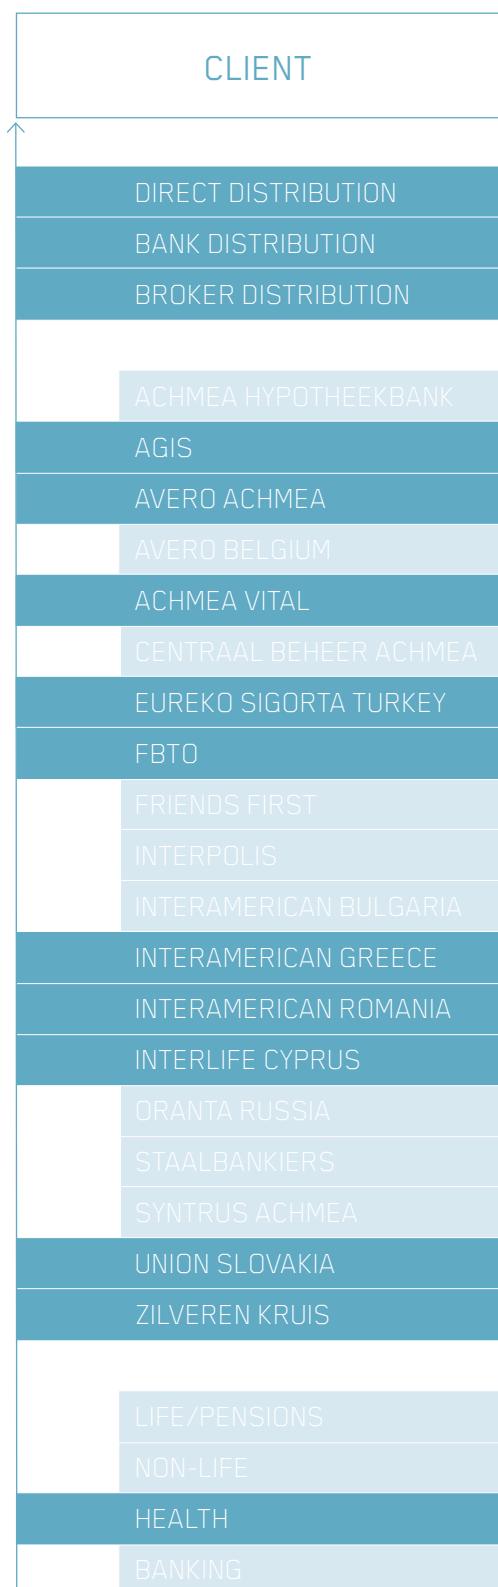 CLIENT
DIRECT DISTRIBUTION
BANK DISTRIBUTION
BROKER DISTRIBUTION
ACHMEA HYPOTHEEKBANK
AGIS
AVERO ACHMEA
AVERO BELGIUM
ACHMEA VITAL
CENTRAAL BEHEER ACHMEA
EUREKO SIGORTA TURKEY
FBTO
FRIENDS FIRST
INTERPOLIS
INTERAMERICAN BULGARIA
INTERAMERICAN GREECE
INTERAMERICAN ROMANIA
INTERLIFE CYPRUS
ORANTA RUSSIA
STAALBANKIERS
SYNTRUS ACHMEA
UNION SLOVAKIA
ZILVEREN KRUIS
LIFE/PENSIONS
NON-LIFE
HEALTH
BANKING